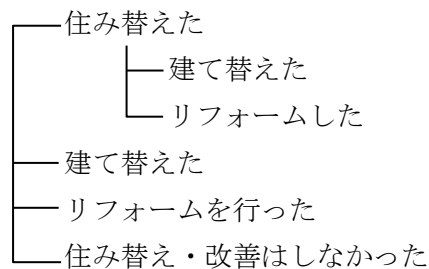 住み替えた
建て替えた
リフォームした
建て替えた
リフォームを行った
住み替え・改善はしなかった